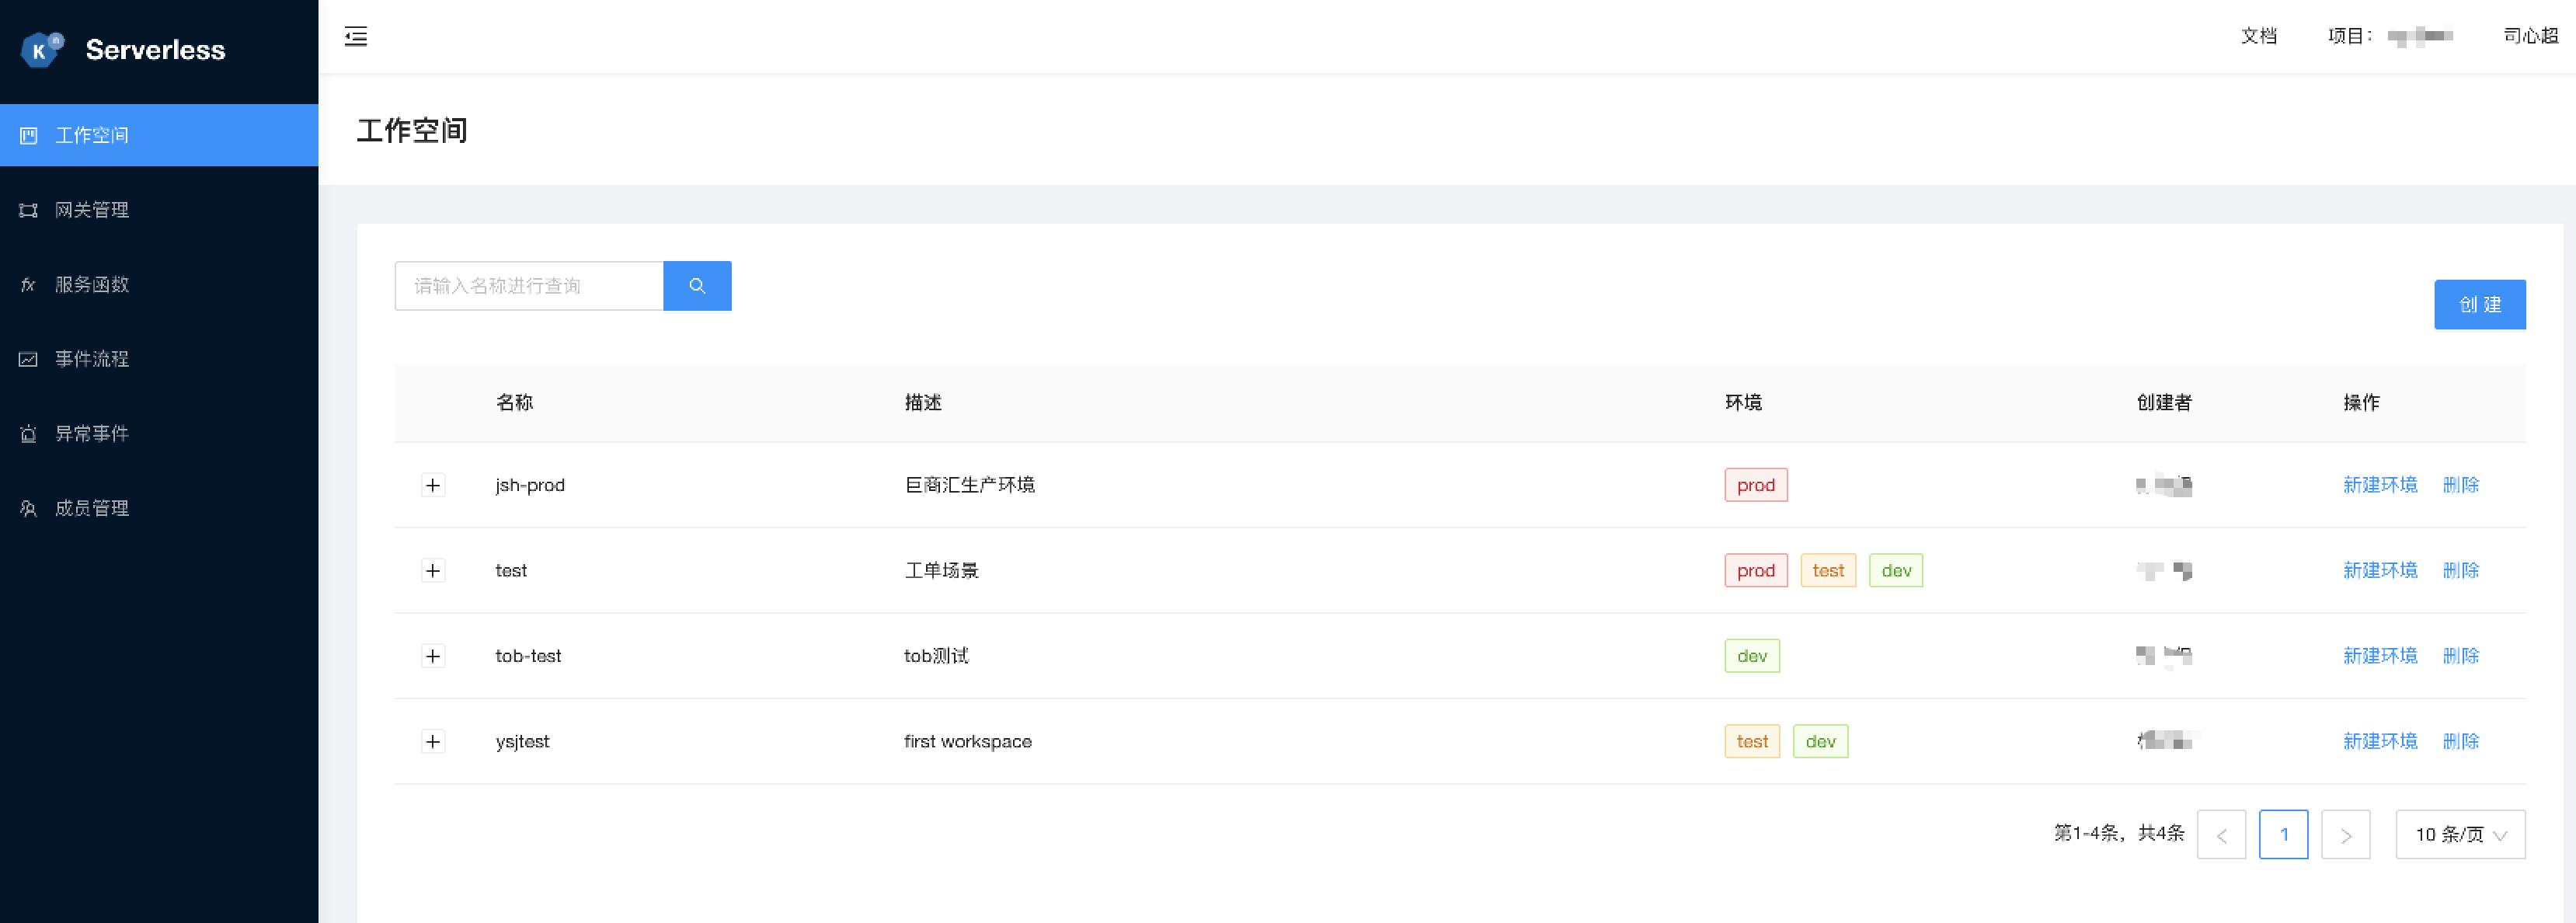 Serverless
文档 项目： 司心超
工作空间
网关管理
服务函数
事件流程
异常事件
成员管理
工作空间
请输入名称进行查询
创 建
名称 描述 环境 创建者 操作
jsh-prod 巨商汇生产环境 prod 新建环境 删除
test 工单场景 prod test dev 新建环境 删除
tob-test tob测试 dev 新建环境 删除
ysjtest first workspace test dev 新建环境 删除
第1-4条，共4条 < 1 > 10 条/页